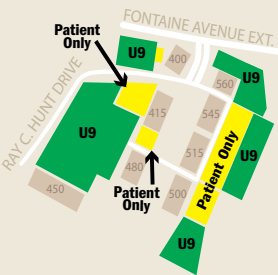 FONTAINE AVENUE EXT.
Patient
Only
U9
400
560
U9
RAY C. HUNT DRIVE
415
545
U9
515
Patient Only
U9
480
450
Patient
Only
500
U9